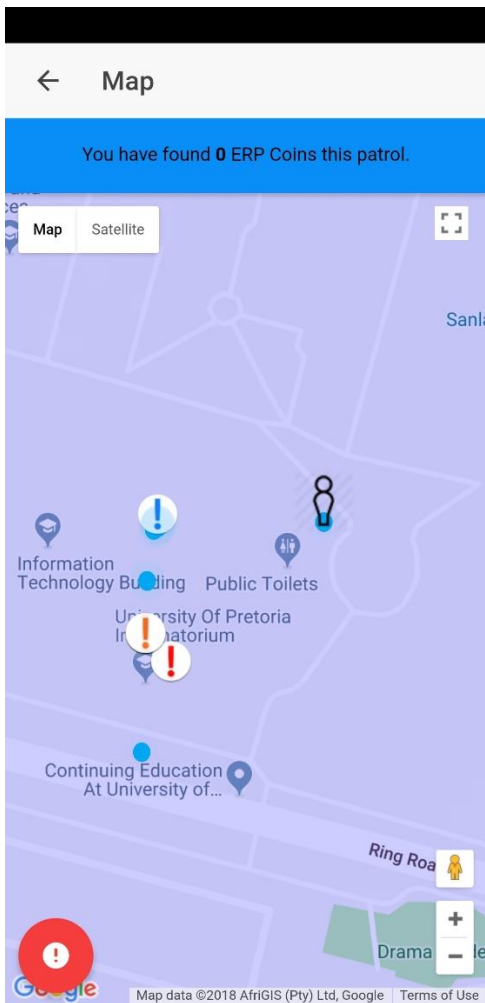 Map
You have found 0 ERP Coins this patrol.
Map Satellite
Sanl
Information
Technology Building
Public Toilets
University Of Pretoria
Continuing Education
At University of...
Ring Roa
Drama
Google
Map data ©2018 AfriGIS (Pty) Ltd, Google Terms of Use